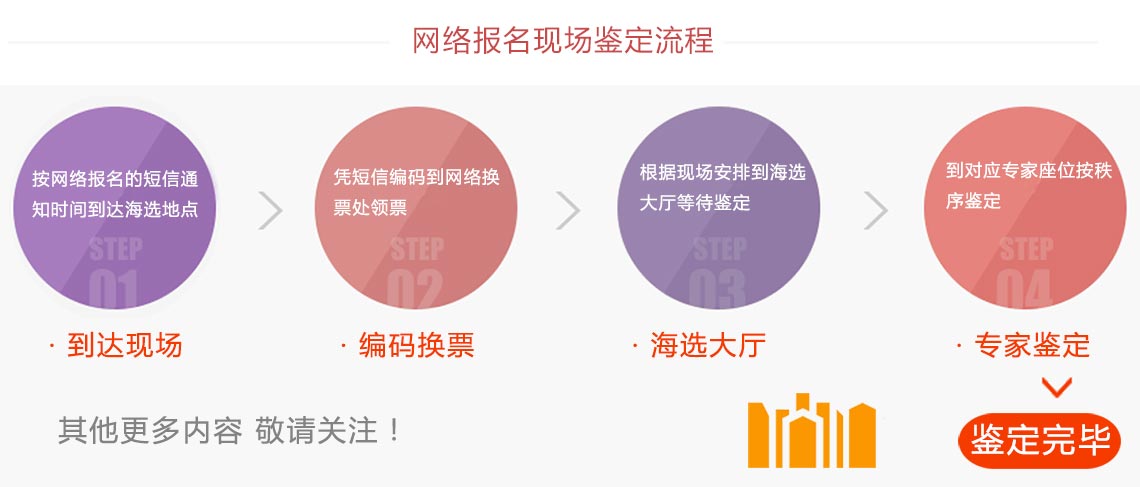 网络报名现场鉴定流程
按网络报名的短信通
知时间到达海选地点
STEP
01
凭短信编码到网络换
票处领票
STEP
02
根据现场安排到海选
大厅等待鉴定
STEP
03
到对应专家座位按秩
序鉴定
STEP
04
· 到达现场
· 编码换票
· 海选大厅
· 专家鉴定
其他更多内容 敬请关注！
鉴定完毕